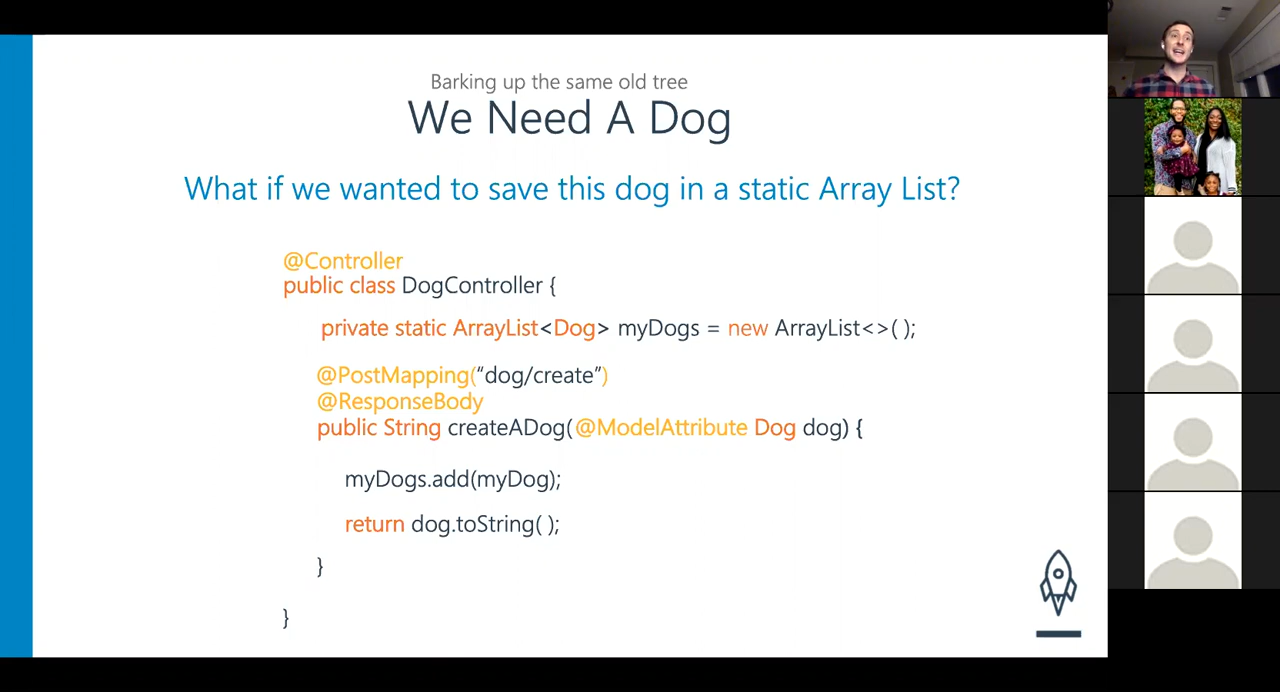 Barking up the same old tree
We Need A Dog
What if we wanted to save this dog in a static Array List?
@Controller
public class DogController {
private static ArrayList<Dog> myDogs = new ArrayList<>( );
@PostMapping(“dog/create”)
@ResponseBody
public String createADog(@ModelAttribute Dog dog) {
myDogs.add(myDog);
return dog.toString( );
}
}